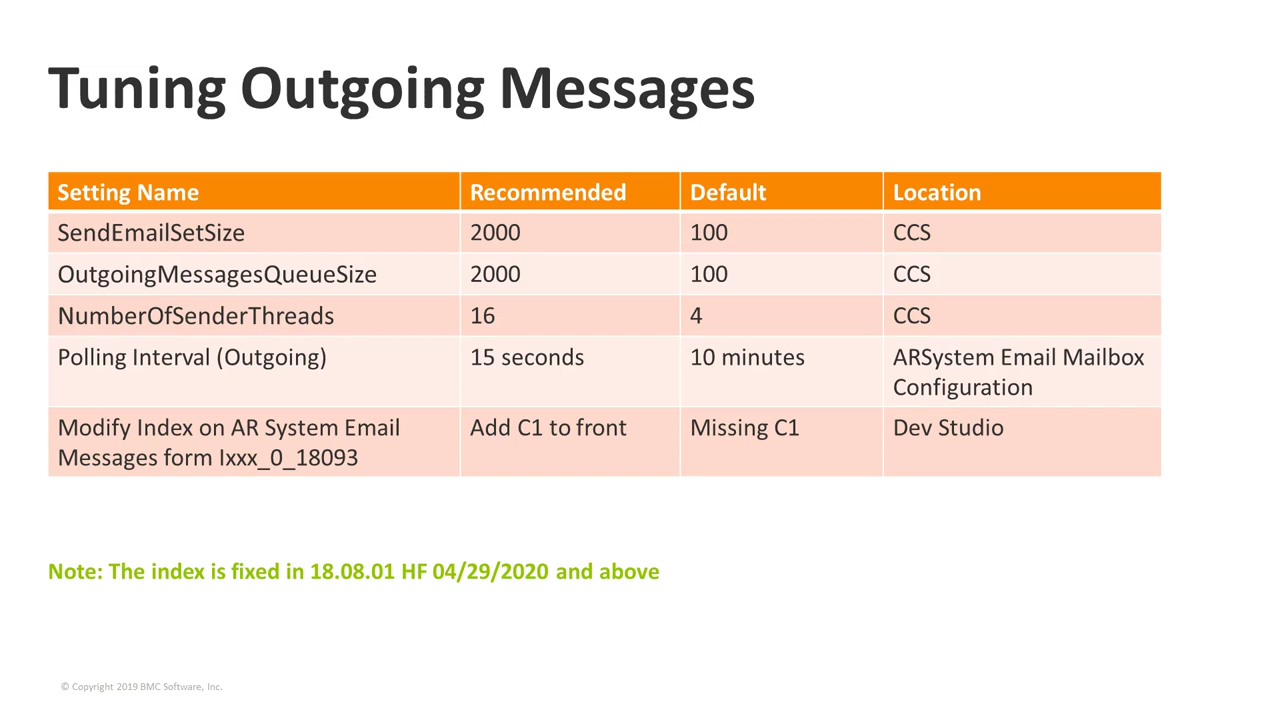 Tuning Outgoing Messages
Setting Name Recommended Default Location
SendEmailSetSize 2000 100 CCS
OutgoingMessagesQueueSize 2000 100 CCS
NumberOfSenderThreads 16 4 CCS
Polling Interval (Outgoing) 15 seconds 10 minutes ARSystem Email Mailbox
Configuration
Modify Index on AR System Email Add C1 to front Missing C1 Dev Studio
Messages form Ixxx_0_18093
Note: The index is fixed in 18.08.01 HF 04/29/2020 and above
© Copyright 2019 BMC Software, Inc.